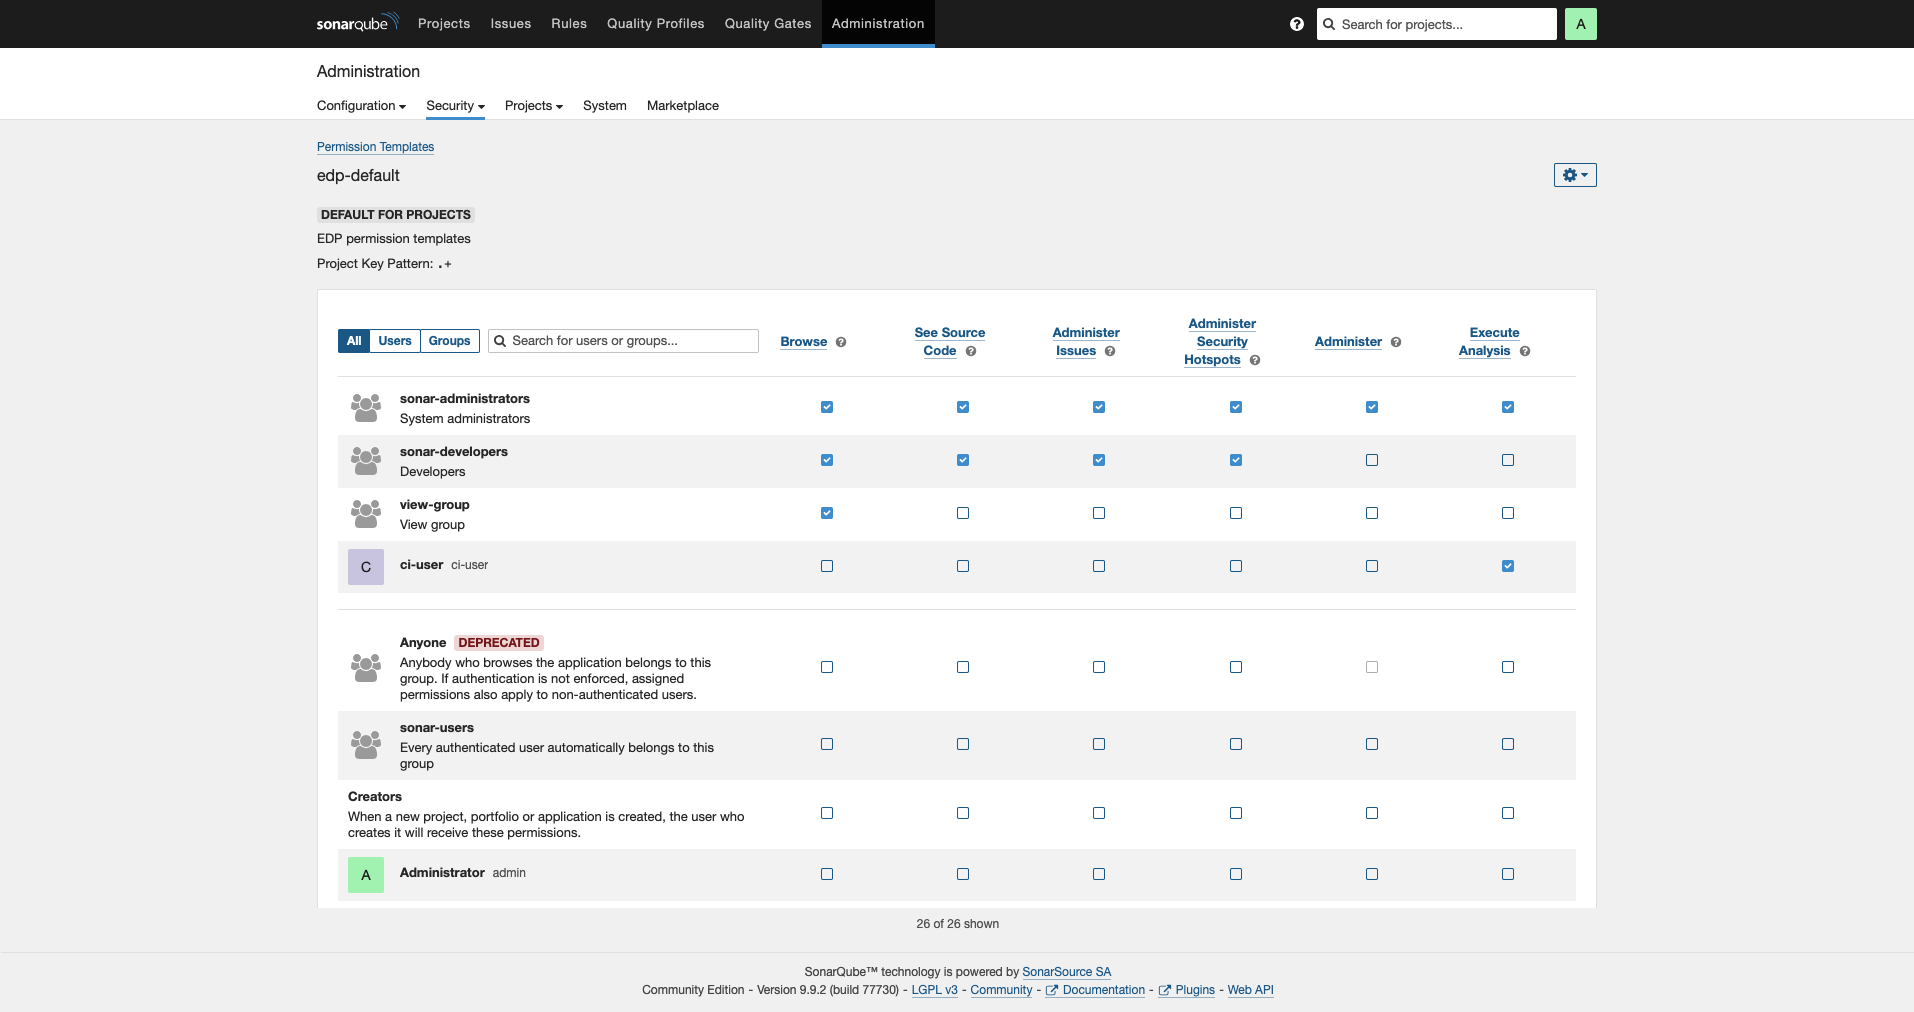 sonarqube Projects Issues Rules Quality Profiles Quality Gates Administration Search for projects... A
Administration
Configuration Security Projects System Marketplace
Permission Templates
edp-default
DEFAULT FOR PROJECTS
EDP permission templates
Project Key Pattern: .+
All Users Groups Search for users or groups... Browse See Source Code Administer Issues Administer Security Hotspots Administer Execute Analysis
sonar-administrators
System administrators
sonar-developers
Developers
view-group
View group
C ci-user ci-user
Anyone DEPRECATED
Anybody who browses the application belongs to this
group. If authentication is not enforced, assigned
permissions also apply to non-authenticated users.
sonar-users
Every authenticated user automatically belongs to this
group
Creators
When a new project, portfolio or application is created, the user who
creates it will receive these permissions.
A Administrator admin
26 of 26 shown
SonarQube™ technology is powered by SonarSource SA
Community Edition - Version 9.9.2 (build 77730) - LGPL v3 - Community - Documentation - Plugins - Web API